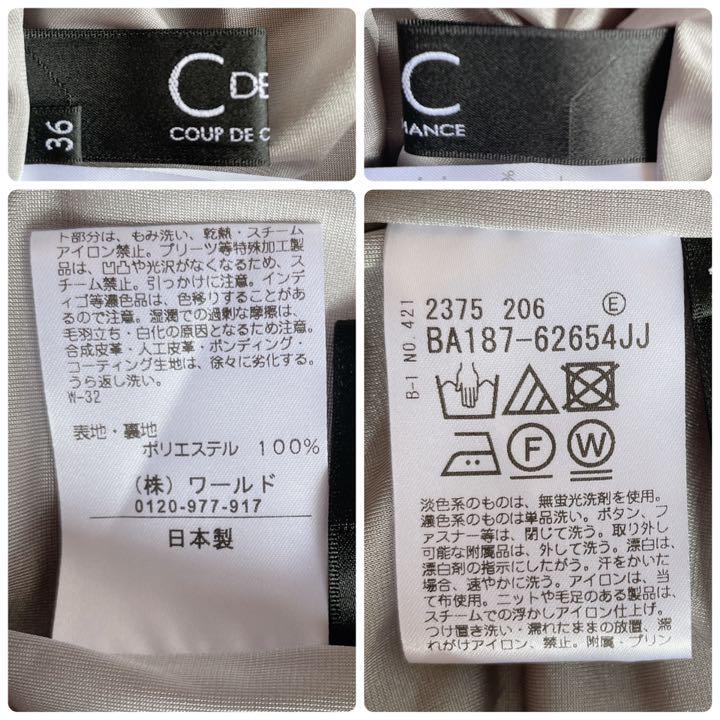 36
C DE
COUP DE C
C
MANCE
ト部分は、もみ洗い、乾熱・スチーム
アイロン禁止。プリーツ等特殊加工製
品は、凹凸や光沢がなくなるため、ス
チーム禁止。引っかけに注意。インデ
ィゴ等濃色品は、色移りすることがあ
るので注意。湿潤での過剰な摩擦は、
毛羽立ち・白化の原因となるため注意。
合成皮革・人工皮革・ボンディング・
コーティング生地は、徐々に劣化する。
うら返し洗い。
W-32
表地・裏地
ポリエステル 100%
(株) ワールド
0120-977-917
日本製
B-1 NO. 421
2375 206 E
BA187-62654JJ
F W
淡色系のものは、無蛍光洗剤を使用。
濃色系のものは単品洗い。ボタン、フ
ァスナー等は、閉じて洗う。取り外し
可能な附属品は、外して洗う。漂白は、
漂白剤の指示にしたがう。汗をかいた
場合、速やかに洗う。アイロンは、当
て布使用。ニットや毛足のある製品は、
スチームでの浮かしアイロン仕上げ。
つけ置き洗い・濡れたままの放置、濡
れがけアイロン、禁止。附属・プリン